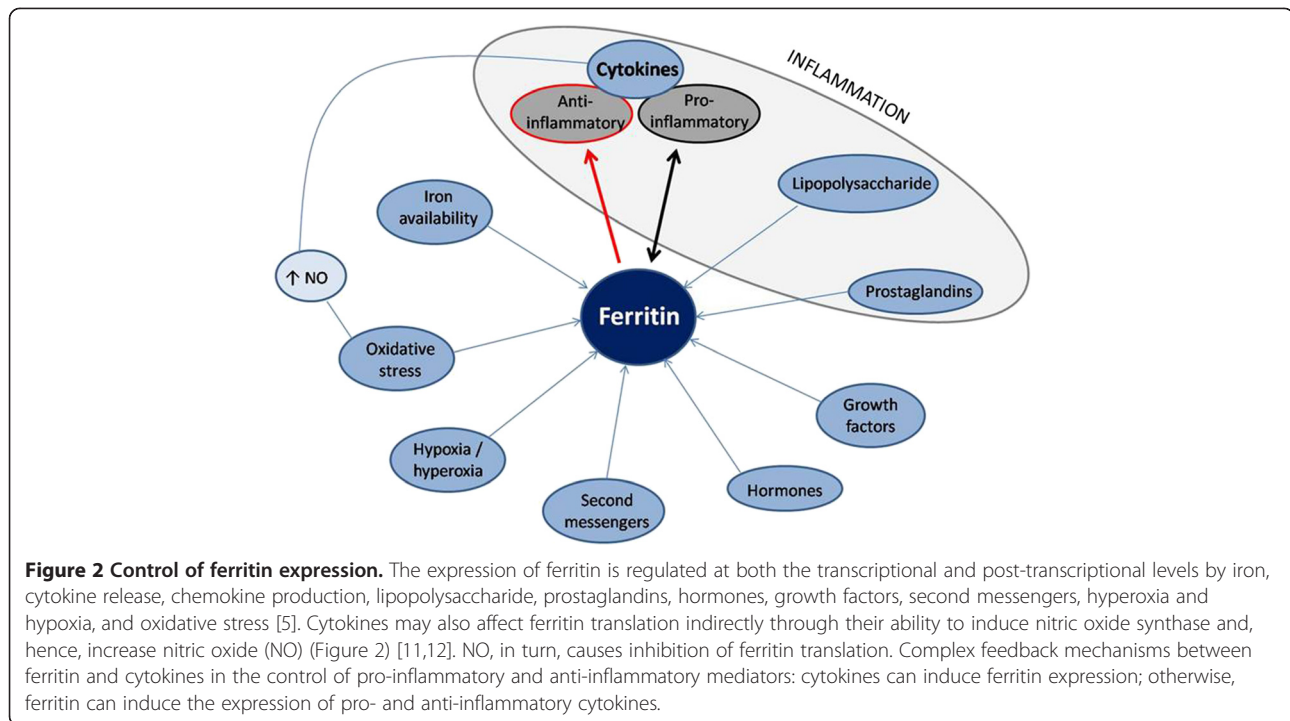 INFLAMMATION
Cytokines
Anti-
inflammatory
Pro-
inflammatory
Lipopolysaccharide
Iron
availability
↑ NO
Prostaglandins
Ferritin
Oxidative
stress
Growth
factors
Hypoxia /
hyperoxia
Hormones
Second
messengers
Figure 2 Control of ferritin expression. The expression of ferritin is regulated at both the transcriptional and post-transcriptional levels by iron,
cytokine release, chemokine production, lipopolysaccharide, prostaglandins, hormones, growth factors, second messengers, hyperoxia and
hypoxia, and oxidative stress [5]. Cytokines may also affect ferritin translation indirectly through their ability to induce nitric oxide synthase and,
hence, increase nitric oxide (NO) (Figure 2) [11,12]. NO, in turn, causes inhibition of ferritin translation. Complex feedback mechanisms between
ferritin and cytokines in the control of pro-inflammatory and anti-inflammatory mediators: cytokines can induce ferritin expression; otherwise,
ferritin can induce the expression of pro- and anti-inflammatory cytokines.